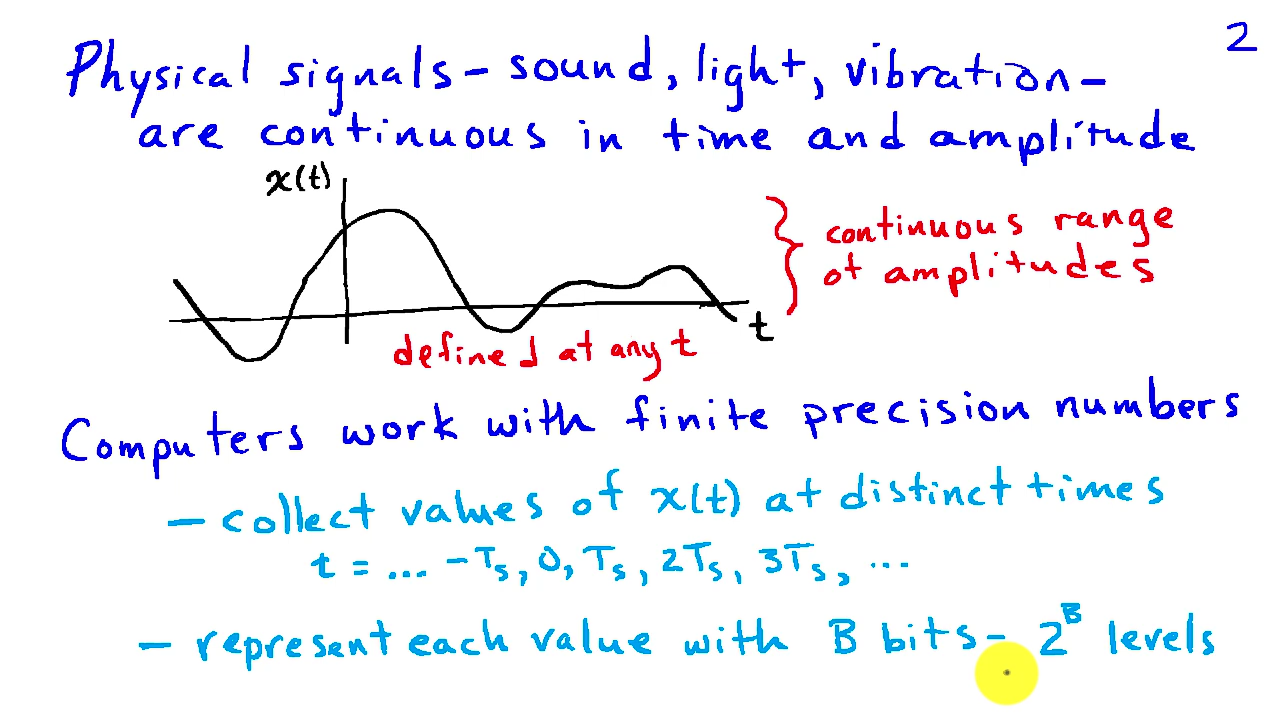 2
Physical signals - sound, light, vibration -
are continuous in time and amplitude
x(t)
continuous range
of amplitudes
t
defined at any t
Computers work with finite precision numbers
- collect values of x(t) at distinct times
t = ... -Ts, 0, Ts, 2Ts, 3Ts, ...
- represent each value with B bits - 2^B levels